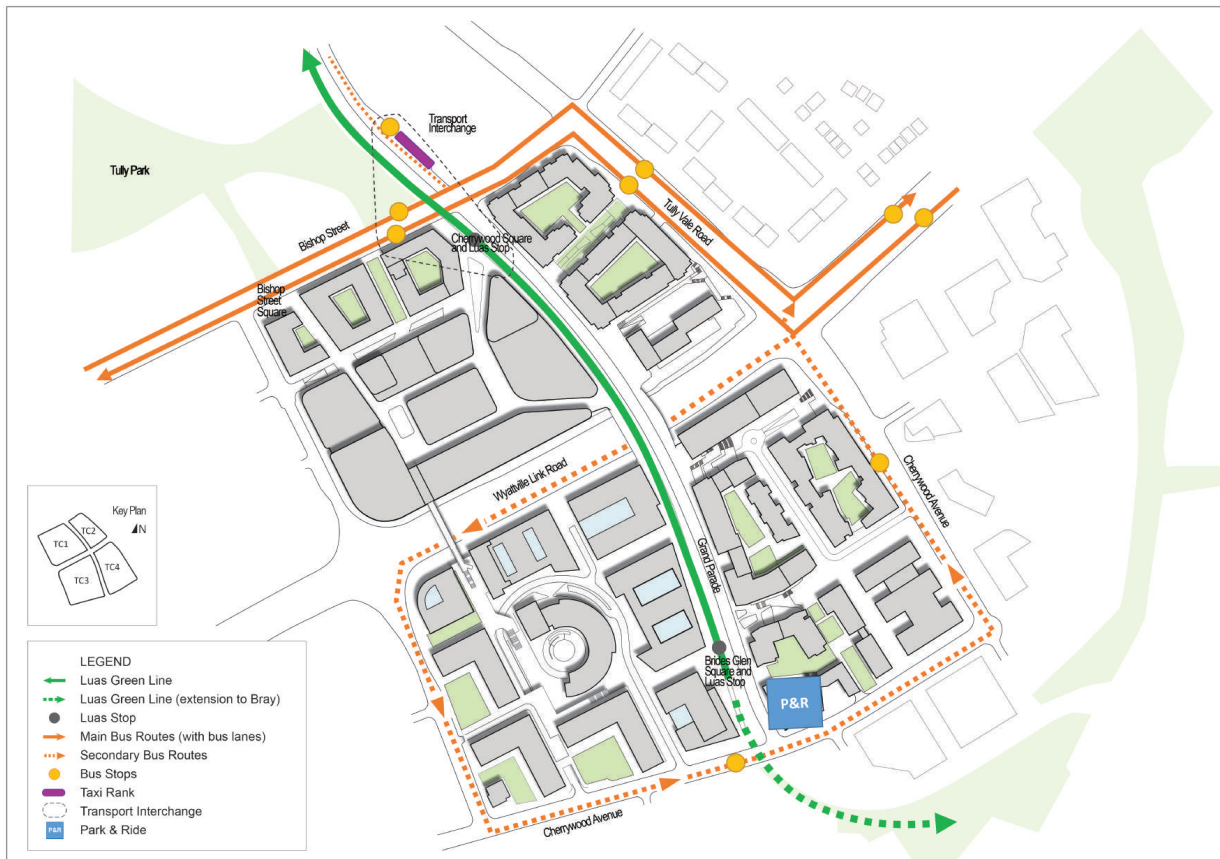 Transport
Interchange
Tully Park
Bishop Street
Cherrywood Square
and Luas Stop
Tully Vale Road
Bishop
Street
Square
Wyattville Link Road
Cherrywood Avenue
Grand Parade
Brides Glen
Square and
Luas Stop
P&R
Cherrywood Avenue
Key Plan
N
TC1
TC2
TC3
TC4
LEGEND
Luas Green Line
Luas Green Line (extension to Bray)
Luas Stop
Main Bus Routes (with bus lanes)
Secondary Bus Routes
Bus Stops
Taxi Rank
Transport Interchange
P&R Park & Ride